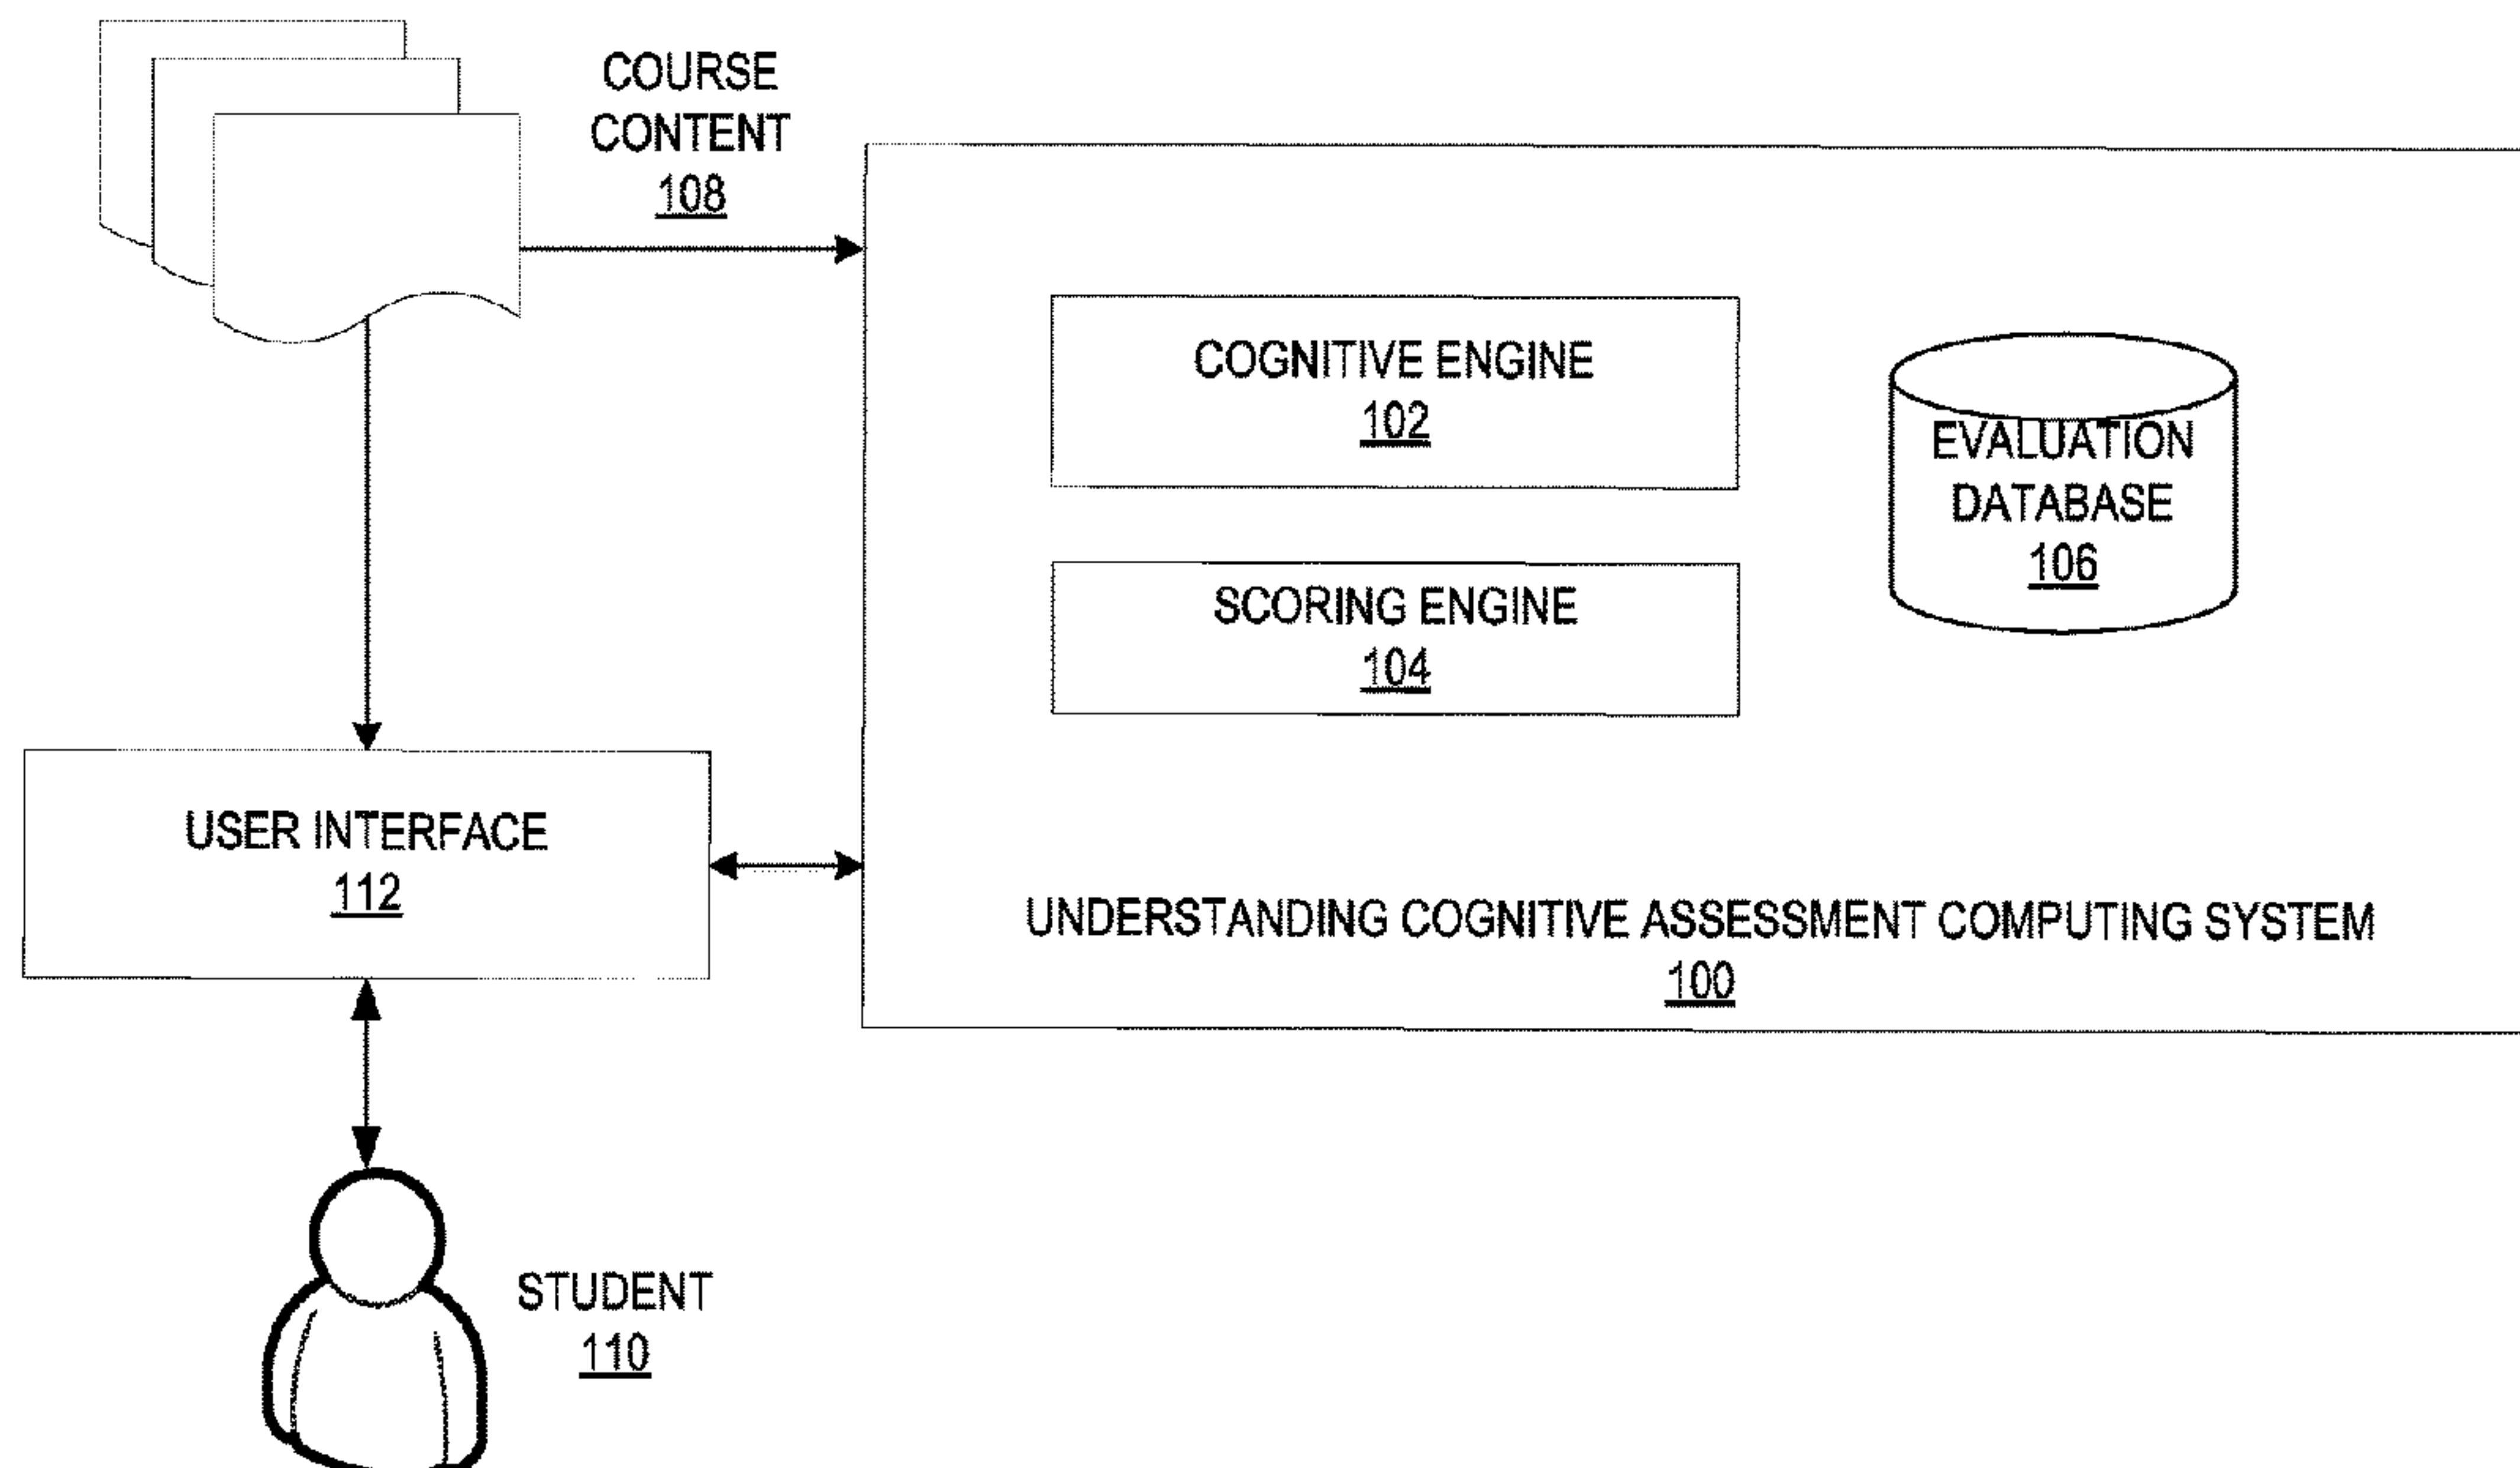 COURSE
CONTENT
108
COGNITIVE ENGINE
102
EVALUATION
DATABASE
106
SCORING ENGINE
104
USER INTERFACE
112
UNDERSTANDING COGNITIVE ASSESSMENT COMPUTING SYSTEM
100
STUDENT
110